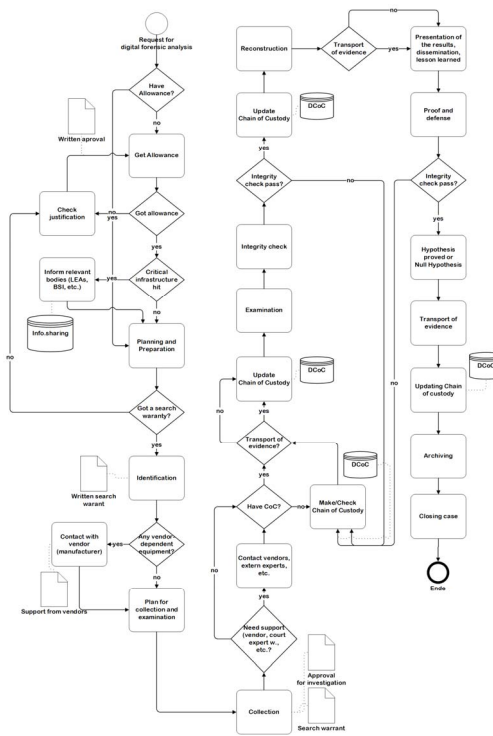 Request for
digital forensic analysis
Have
Allowance?
no
Written aproval
Get Allowance
Check
justification
no
yes
Got allowance
yes
Inform relevant
bodies (LEAs,
BSI, etc.)
yes
Critical
infrastructure
hit
no
Info.sharing
Planning and
Preparation
no
Got a search
warranty?
yes
Identification
Written search
warant
Contact with
vendor
(manufacturer)
yes
Any vendor-
dependent
equipment?
no
Support from vendors
Plan for
collection and
examination
Reconstruction
Transport
of evidence
no
yes
Update
Chain of Custody
DCoC
yes
Integrity
check pass?
no
Integrity check
Examination
Update
Chain of Custody
DCoC
no
yes
Transport of
evidence?
DCoC
yes
Have CoC?
no
Make/Check
Chain of Custody
Contact vendors,
extern experts,
etc.
no
yes
Need support
(vendor, court
expert w.,
etc.?
Collection
Approval
for investigation
Search warrant
Presentation of
the results,
dissemination,
lesson learned
Proof and
defense
Integrity
check pass?
yes
no
Hypothesis
proved or
Null Hypothesis
Transport of
evidence
Updating Chain
of custody
DCoC
Archiving
Closing case
Ende